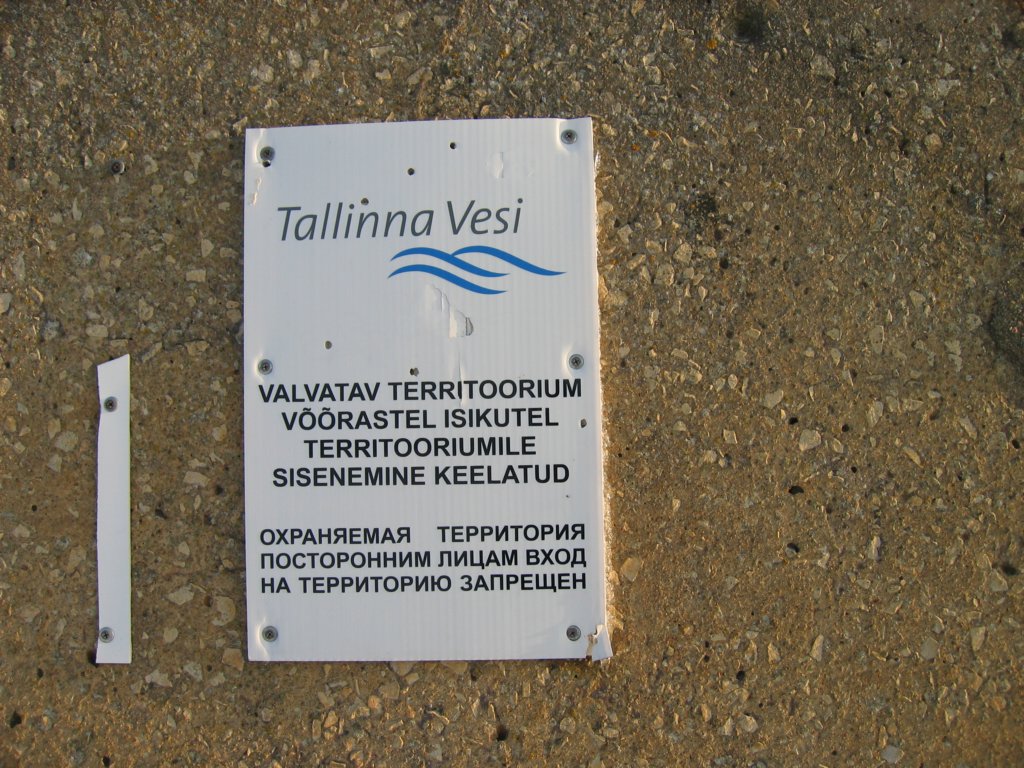 Tallinna Vesi
VALVATAV TERRITOORIUM
VÕÕRASTEL ISIKUTEL
TERRITOORIUMILE
SISENEMINE KEELATUD
ОХРАНЯЕМАЯ ТЕРРИТОРИЯ
ПОСТОРОННИМ ЛИЦАМ ВХОД
НА ТЕРРИТОРИЮ ЗАПРЕЩЕН